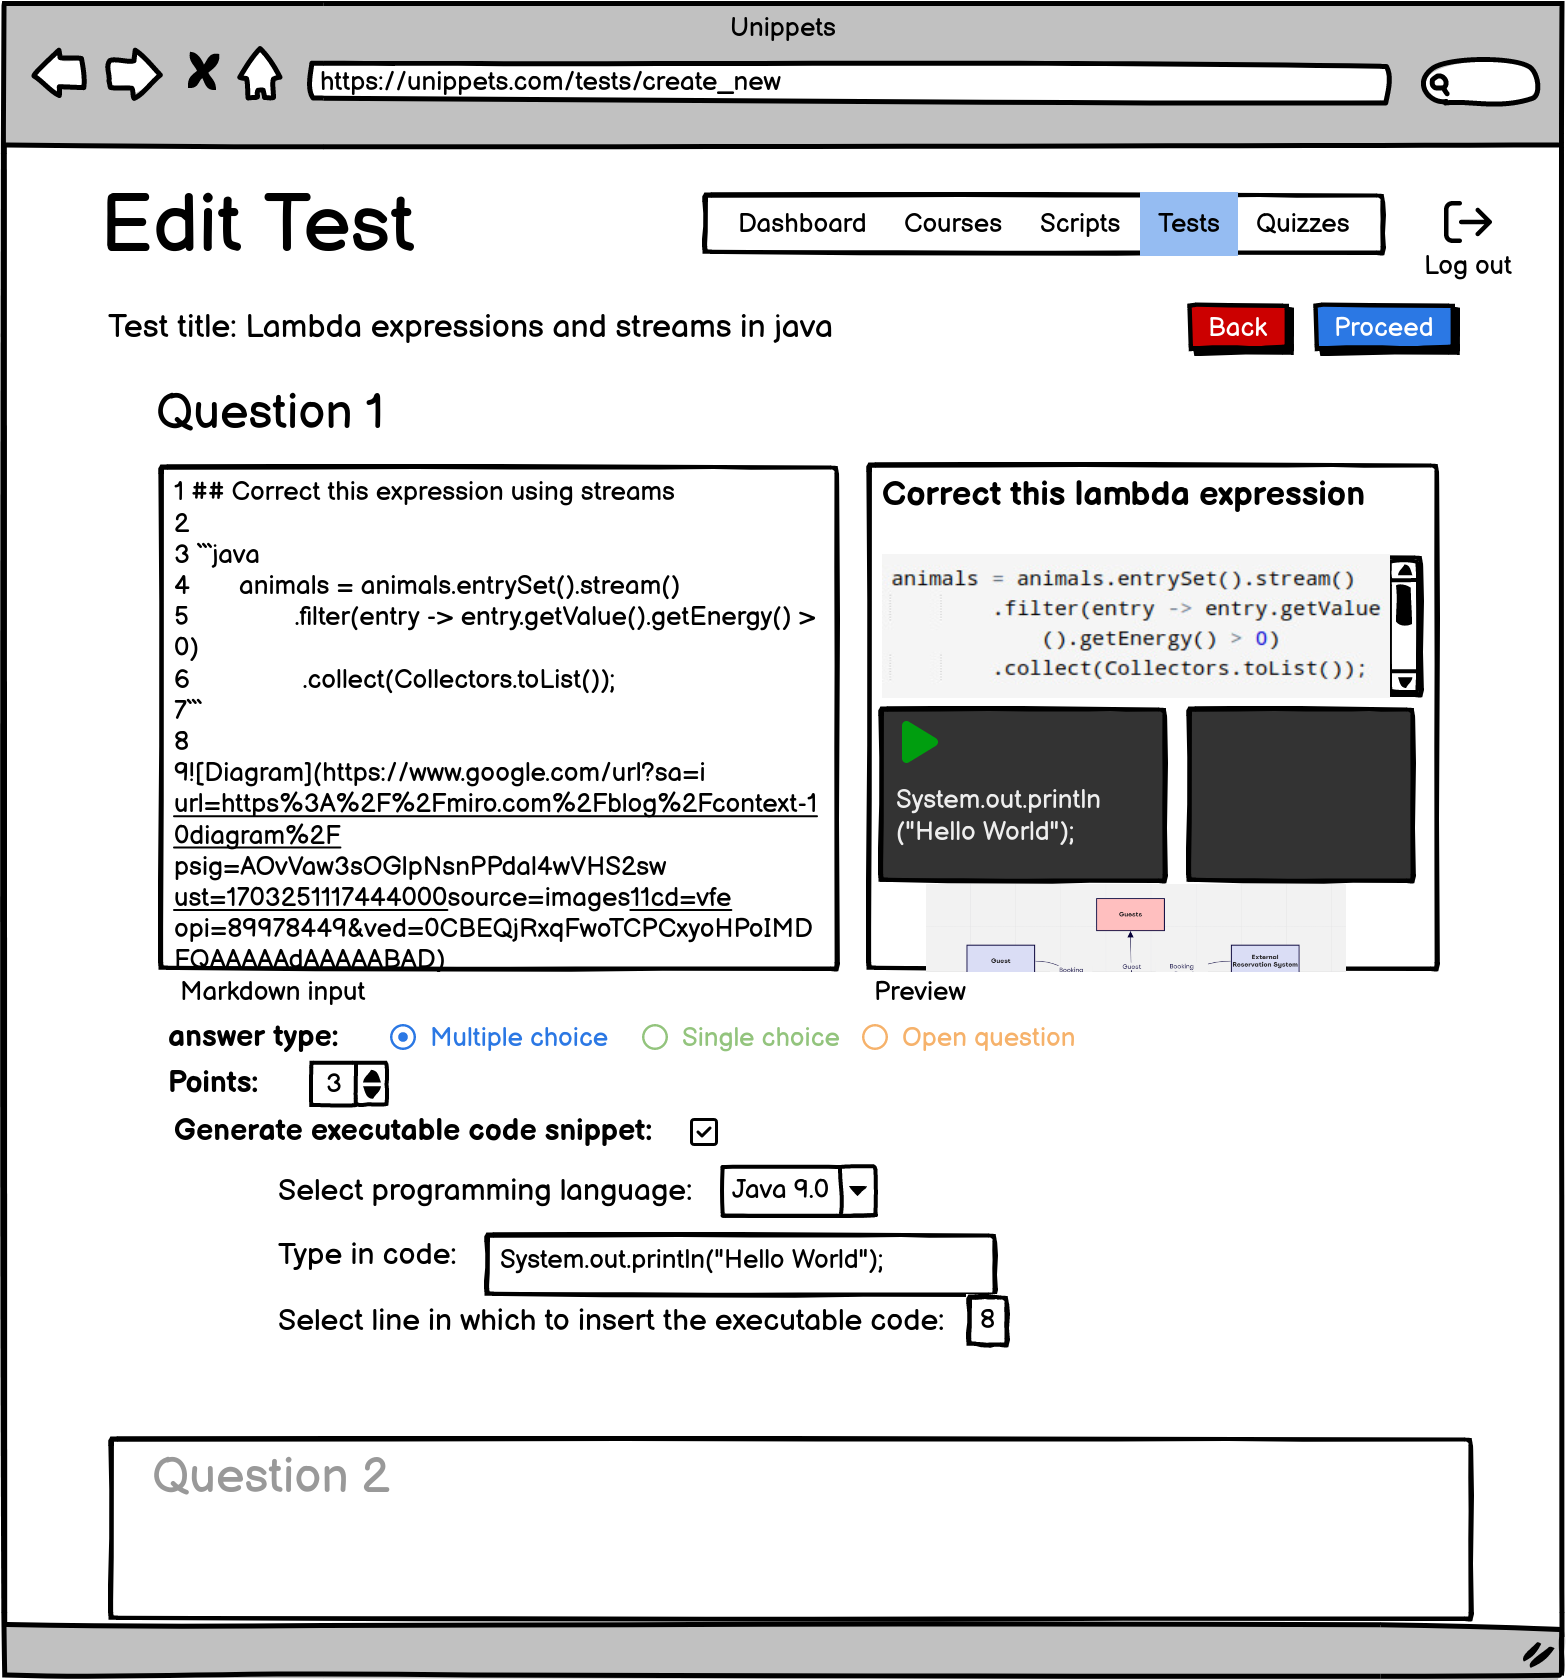 Unippets
https://unippets.com/tests/create_new
Edit Test
Dashboard Courses Scripts Tests Quizzes
Log out
Test title: Lambda expressions and streams in java
Back Proceed
Question 1
1 ## Correct this expression using streams
2
3 ```java
4 animals = animals.entrySet().stream()
5 .filter(entry -> entry.getValue().getEnergy() >
0)
6 .collect(Collectors.toList());
7```
8
9![Diagram](https://www.google.com/url?sa=i
url=https%3A%2F%2Fmiro.com%2Fblog%2Fcontext-1
0diagram%2F
psig=AOvVaw3sOGlpNsnPPdal4wVHS2sw
ust=1703251117444000source=images11cd=vfe
opi=89978449&ved=0CBEQjRxqFwoTCPCxyoHPoIMD
FQAAAAAdAAAAABAD)
Markdown input
Correct this lambda expression
animals = animals.entrySet().stream()
.filter(entry -> entry.getValue
().getEnergy() > 0)
.collect(Collectors.toList());
System.out.println
("Hello World");
Guests
Guest
Booking
Guest
Booking
External
Reservation System
Preview
answer type: Multiple choice Single choice Open question
Points: 3
Generate executable code snippet:
Select programming language: Java 9.0
Type in code: System.out.println("Hello World");
Select line in which to insert the executable code: 8
Question 2